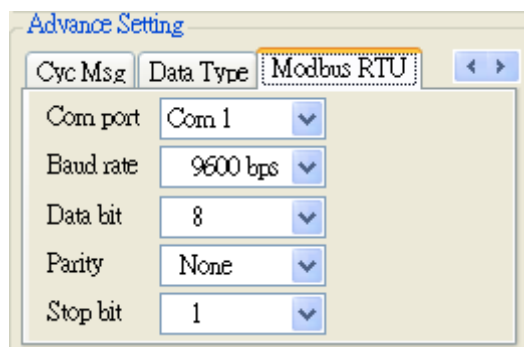 Advance Setting
Cyc Msg Data Type Modbus RTU
Com port Com 1
Baud rate 9600 bps
Data bit 8
Parity None
Stop bit 1